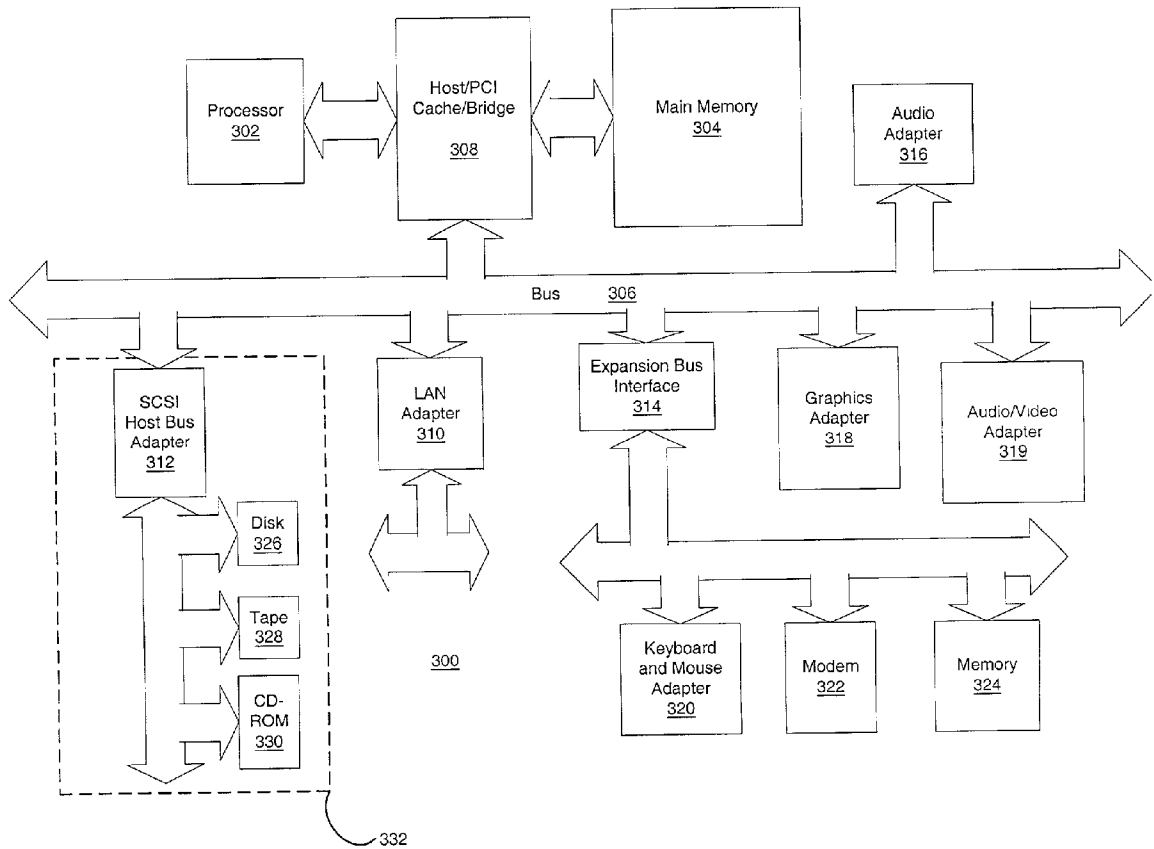 Processor
302
Host/PCI
Cache/Bridge
308
Main Memory
304
Audio
Adapter
316
Bus 306
SCSI
Host Bus
Adapter
312
LAN
Adapter
310
Expansion Bus
Interface
314
Graphics
Adapter
318
Audio/Video
Adapter
319
Disk
326
Tape
328
CD-
ROM
330
300
Keyboard
and Mouse
Adapter
320
Modem
322
Memory
324
332